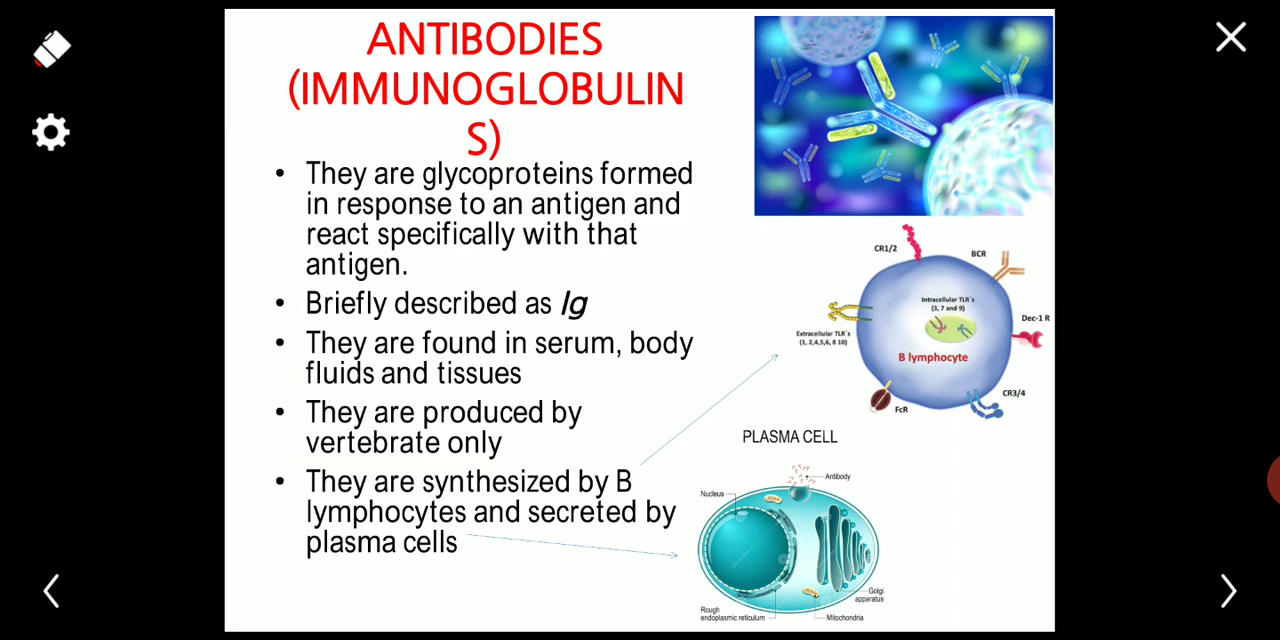 ANTIBODIES
(IMMUNOGLOBULIN
S)
• They are glycoproteins formed
in response to an antigen and
react specifically with that
antigen.
• Briefly described as Ig
• They are found in serum, body
fluids and tissues
• They are produced by
vertebrate only
• They are synthesized by B
lymphocytes and secreted by
plasma cells
CR1/2
BCR
Intracellular TLR´s
(3, 7 and 9)
Dec-1 R
Extracellular TLR´s
(1, 2,4,5,6, 8 10)
B lymphocyte
CR3/4
FcR
PLASMA CELL
Antibody
Nucleus
Golgi
apparatus
Rough
endoplasmic reticulum
Mitochondria